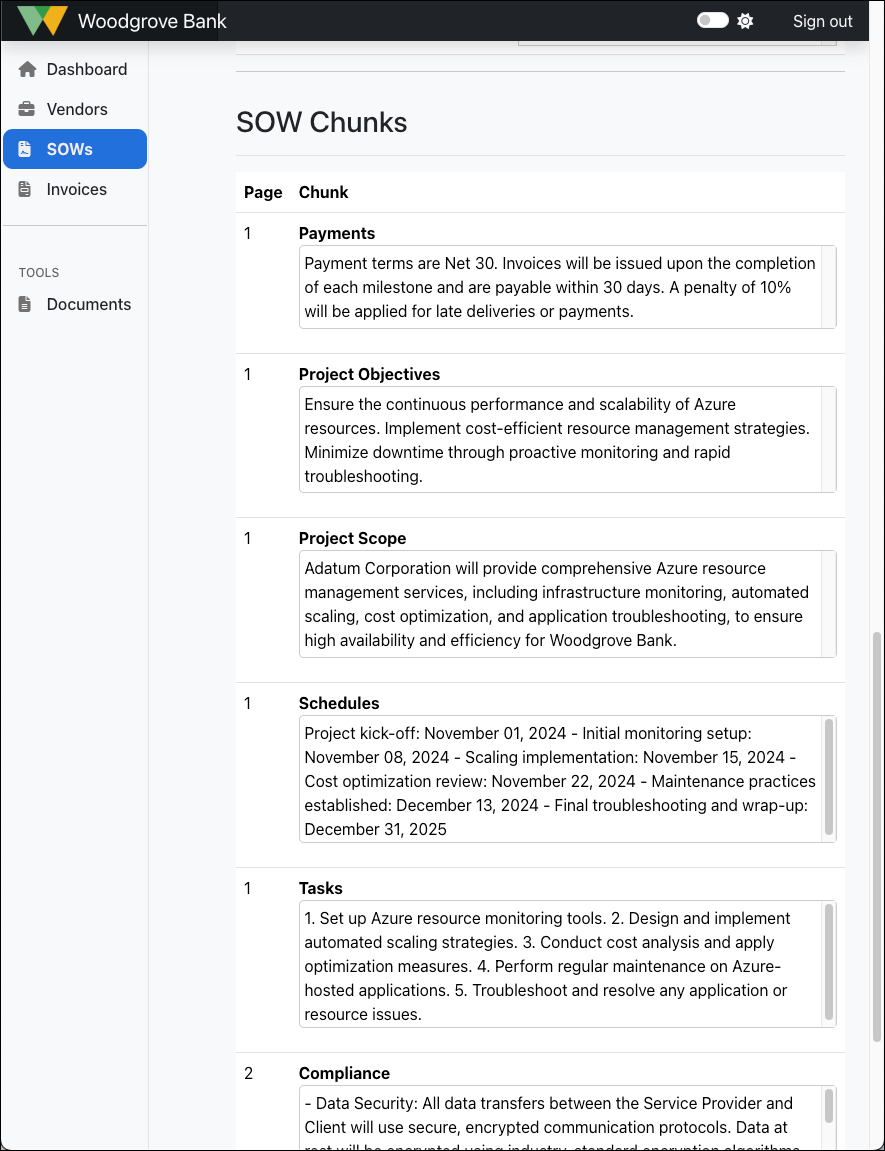 Woodgrove Bank
Sign out
Dashboard
Vendors
SOWs
Invoices
TOOLS
Documents
SOW Chunks
Page Chunk
1 Payments
Payment terms are Net 30. Invoices will be issued upon the completion
of each milestone and are payable within 30 days. A penalty of 10%
will be applied for late deliveries or payments.
1 Project Objectives
Ensure the continuous performance and scalability of Azure
resources. Implement cost-efficient resource management strategies.
Minimize downtime through proactive monitoring and rapid
troubleshooting.
1 Project Scope
Adatum Corporation will provide comprehensive Azure resource
management services, including infrastructure monitoring, automated
scaling, cost optimization, and application troubleshooting, to ensure
high availability and efficiency for Woodgrove Bank.
1 Schedules
Project kick-off: November 01, 2024 - Initial monitoring setup:
November 08, 2024 - Scaling implementation: November 15, 2024 -
Cost optimization review: November 22, 2024 - Maintenance practices
established: December 13, 2024 - Final troubleshooting and wrap-up:
December 31, 2025
1 Tasks
1. Set up Azure resource monitoring tools. 2. Design and implement
automated scaling strategies. 3. Conduct cost analysis and apply
optimization measures. 4. Perform regular maintenance on Azure-
hosted applications. 5. Troubleshoot and resolve any application or
resource issues.
2 Compliance
- Data Security: All data transfers between the Service Provider and
Client will use secure, encrypted communication protocols. Data at
rest will be encrypted using industry-standard encryption algorithms